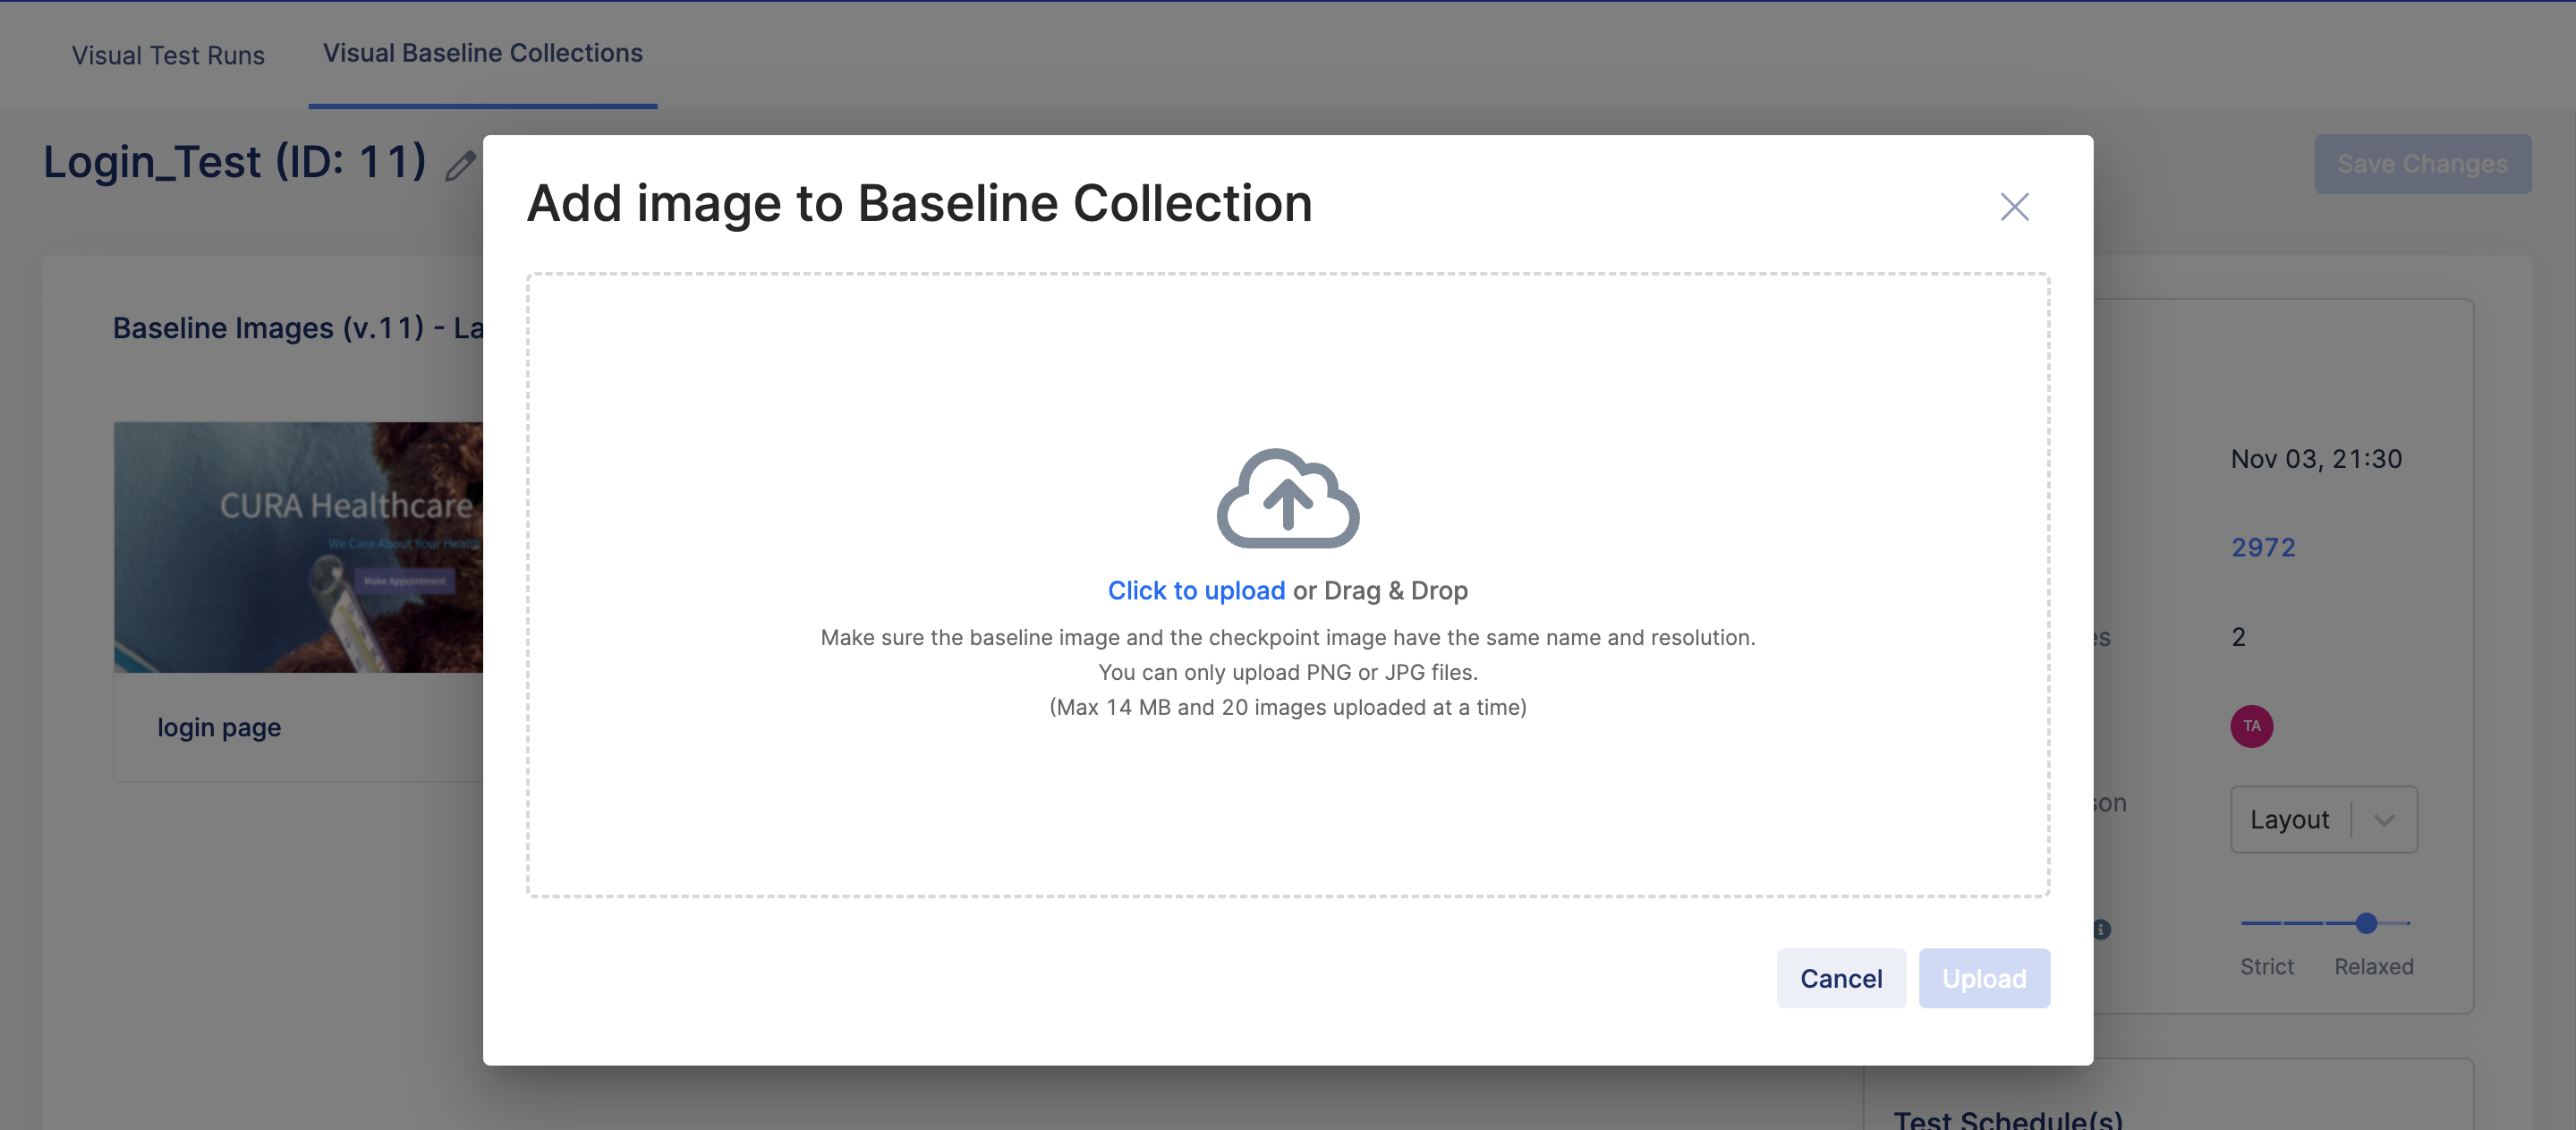 Visual Test Runs
Visual Baseline Collections
Login_Test (ID: 11)
Save Changes
Add image to Baseline Collection
Baseline Images (v.11) - La
CURA Healthcare
We Care About Your Health
Make Appointment
login page
Click to upload or Drag & Drop
Make sure the baseline image and the checkpoint image have the same name and resolution.
You can only upload PNG or JPG files.
(Max 14 MB and 20 images uploaded at a time)
Cancel
Upload
Nov 03, 21:30
2972
es
2
TA
son
Layout
Strict
Relaxed
Test Schedule(s)